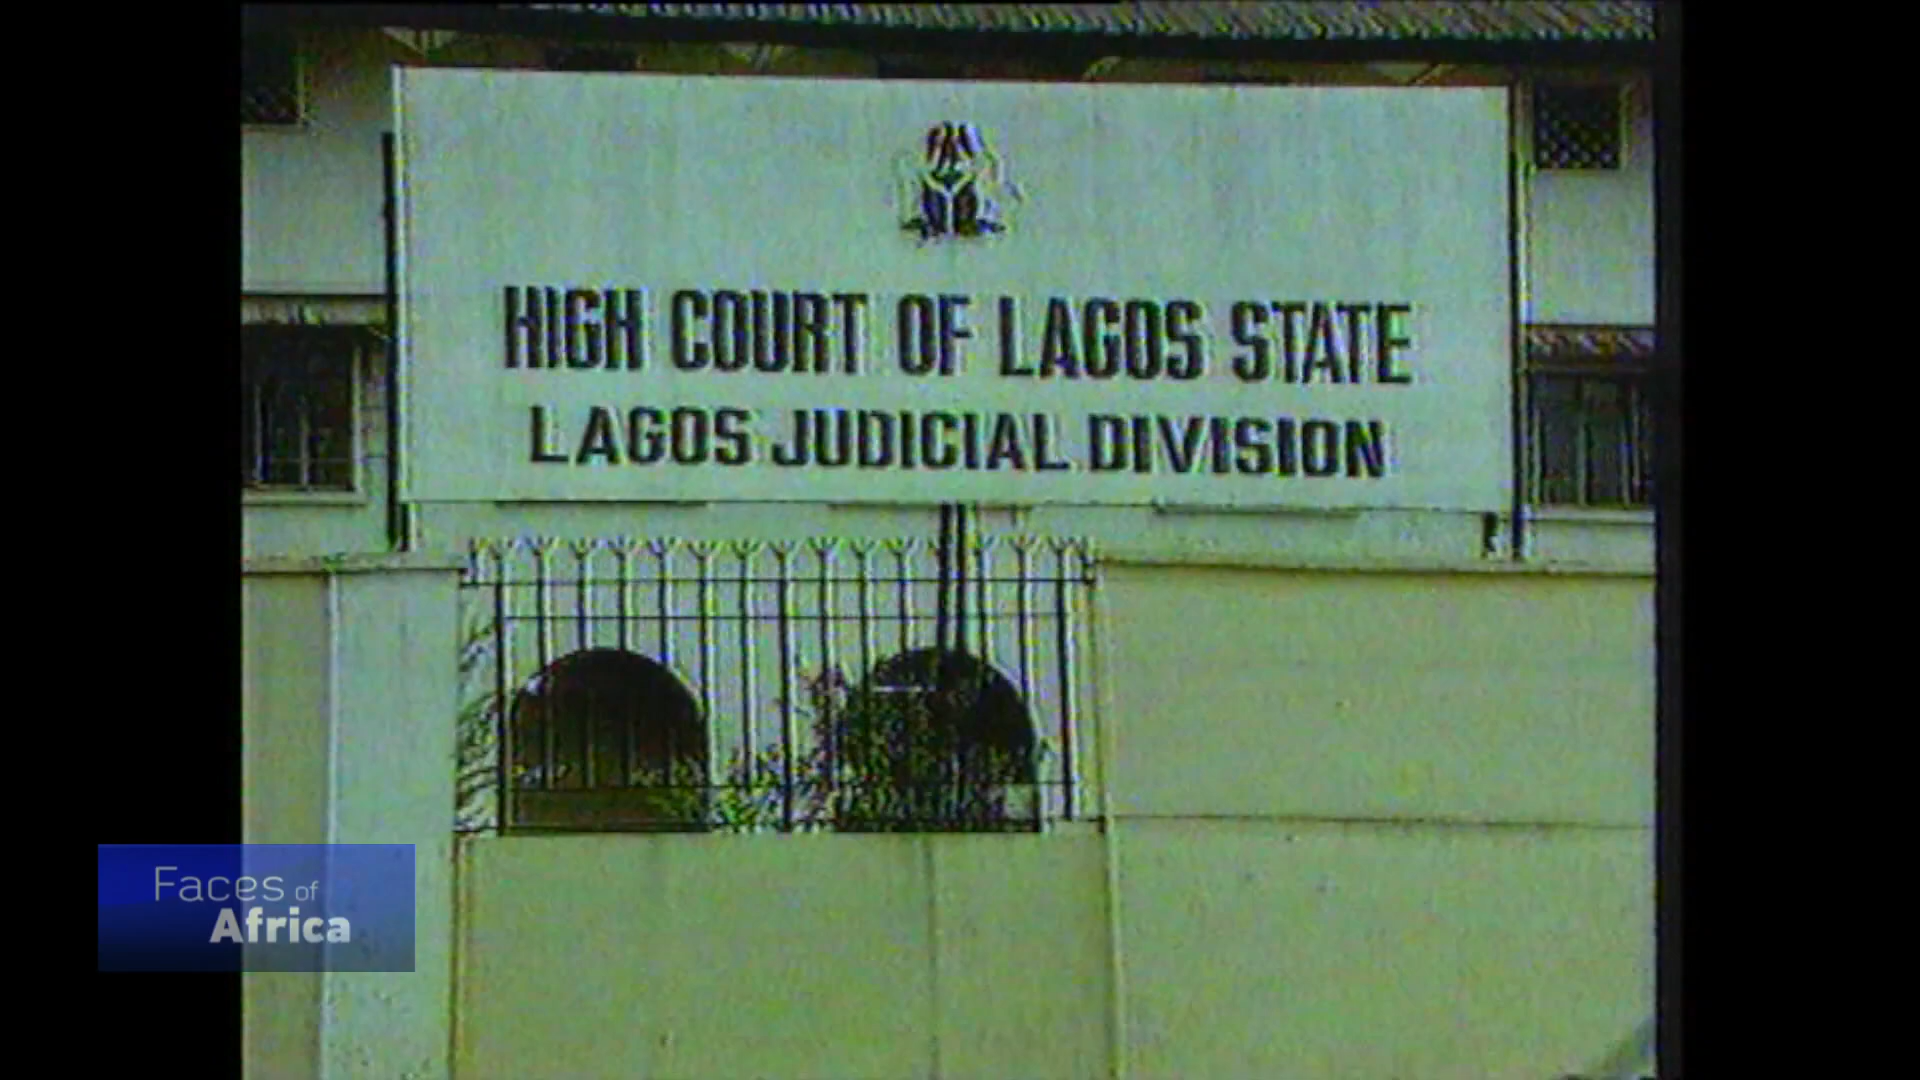 HIGH COURT OF LAGOS STATE
LAGOS JUDICIAL DIVISION
Faces of
Africa